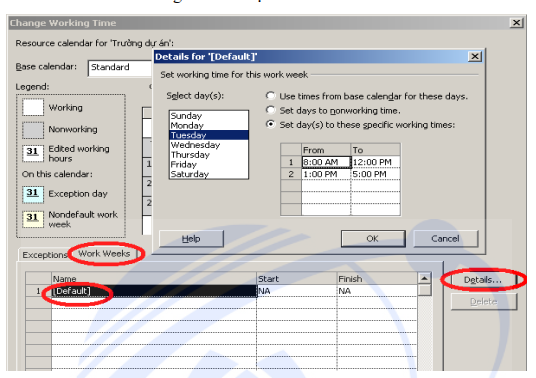 Change Working Time
Resource calendar for 'Trưởng dự án':
Base calendar: Standard
Legend:
Working
Nonworking
31 Edited working hours
On this calendar:
31 Exception day
31 Nondefault work week
Details for '[Default]'
Set working time for this work week
Select day(s):
Sunday
Monday
Tuesday
Wednesday
Thursday
Friday
Saturday
Use times from base calendar for these days.
Set days to nonworking time.
Set day(s) to these specific working times:
From To
1 8:00 AM 12:00 PM
2 1:00 PM 5:00 PM
Help OK Cancel
Exceptions Work Weeks
Name Start Finish
1 [Default] NA NA
Details...
Delete